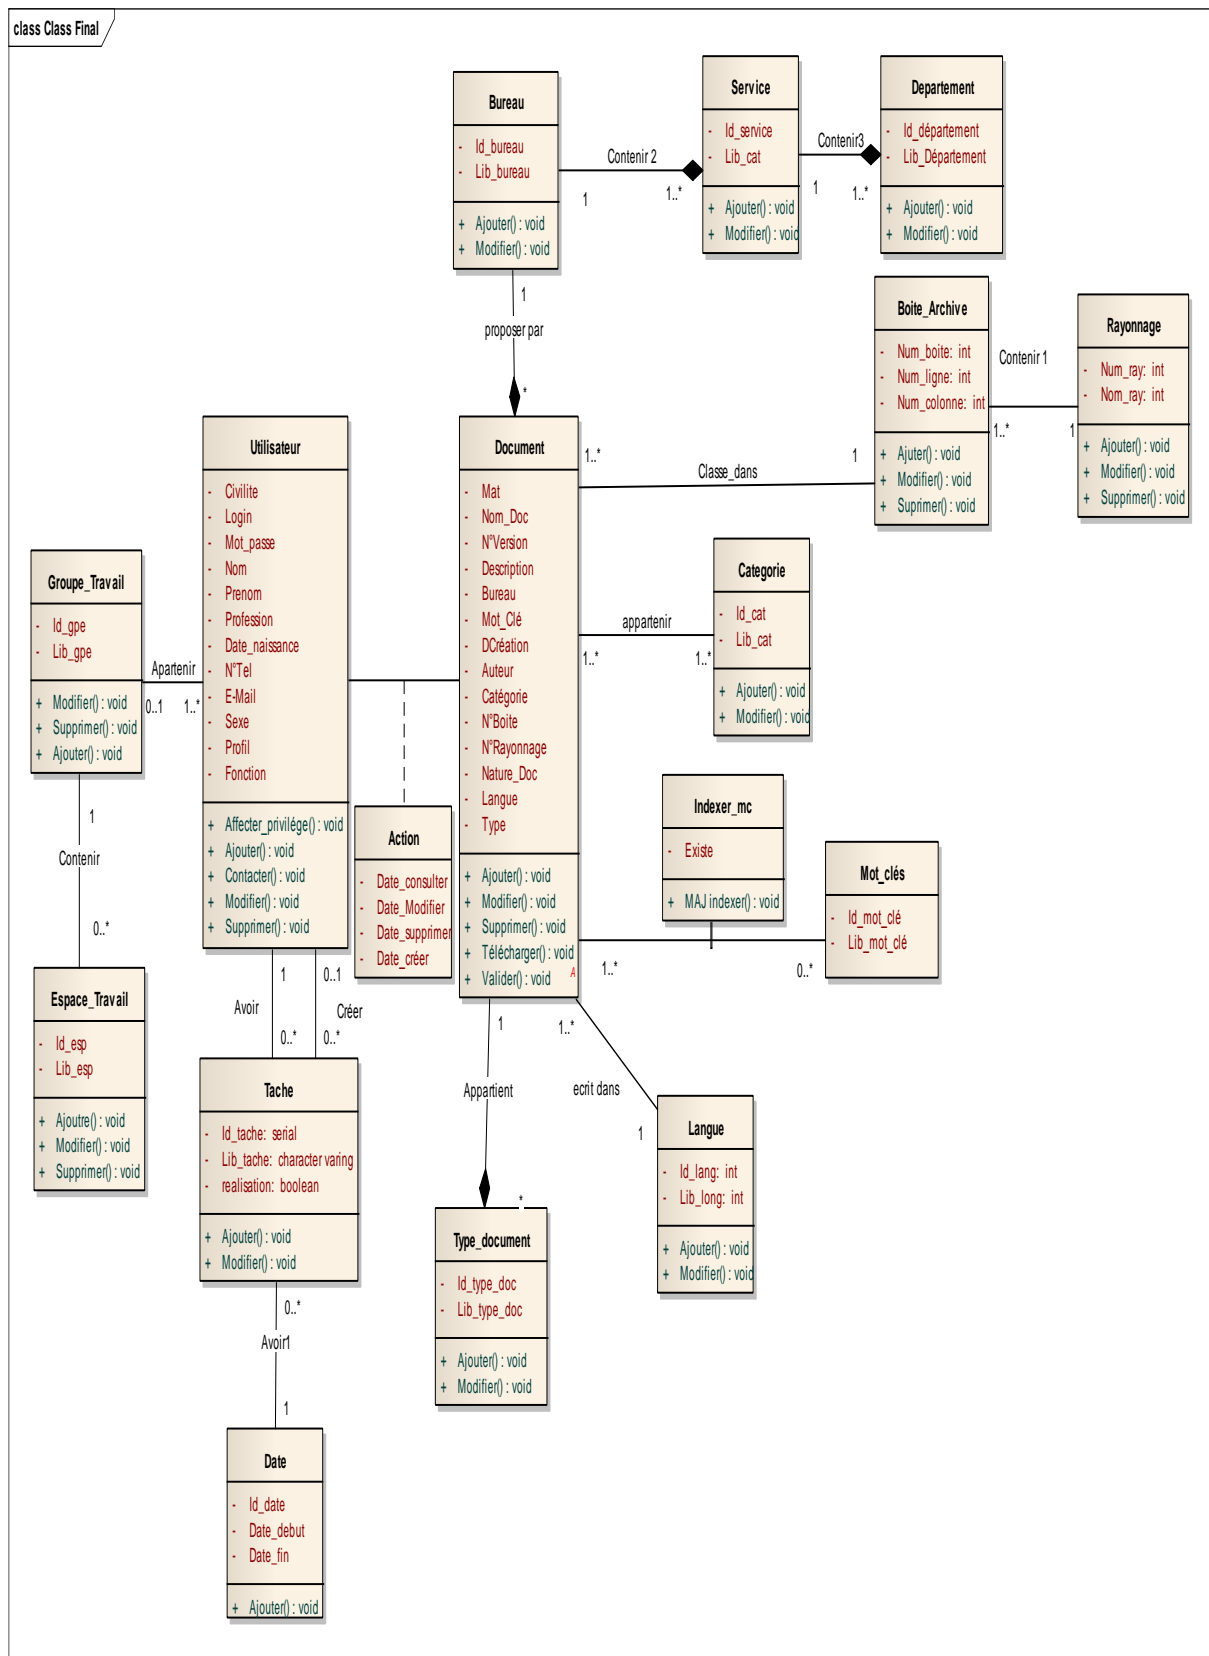 class Class Final
Bureau
- Id_bureau
- Lib_bureau
+ Ajouter() : void
+ Modifier() : void
Contenir 2
1
1..*
Service
- Id_service
- Lib_cat
+ Ajouter() : void
+ Modifier() : void
Contenir3
1
1..*
Departement
- Id_département
- Lib_Département
+ Ajouter() : void
+ Modifier() : void
1
proposer par
*
Boite_Archive
- Num_boite: int
- Num_ligne: int
- Num_colonne: int
+ Ajuter() : void
+ Modifier() : void
+ Suprimer() : void
Contenir 1
1..*
1
Rayonnage
- Num_ray: int
- Nom_ray: int
+ Ajouter() : void
+ Modifier() : void
+ Supprimer() : void
Utilisateur
- Civilite
- Login
- Mot_passe
- Nom
- Prenom
- Profession
- Date_naissance
- N°Tel
- E-Mail
- Sexe
- Profil
- Fonction
+ Affecter_privilége() : void
+ Ajouter() : void
+ Contacter() : void
+ Modifier() : void
+ Supprimer() : void
Document
- Mat
- Nom_Doc
- N°Version
- Description
- Bureau
- Mot_Clé
- DCréation
- Auteur
- Catégorie
- N°Boite
- N°Rayonnage
- Nature_Doc
- Langue
- Type
+ Ajouter() : void
+ Modifier() : void
+ Supprimer() : void
+ Télécharger() : void
+ Valider() : void
A
1..*
Classe_dans
1
Groupe_Travail
- Id_gpe
- Lib_gpe
+ Modifier() : void
+ Supprimer() : void
+ Ajouter() : void
Apartenir
0..1
1..*
Categorie
- Id_cat
- Lib_cat
+ Ajouter() : void
+ Modifier() : void
appartenir
1..*
1..*
Action
- Date_consulter
- Date_Modifier
- Date_supprimer
- Date_créer
Indexer_mc
- Existe
+ MAJ indexer() : void
1..*
0..*
Mot_clés
- Id_mot_clé
- Lib_mot_clé
1
Contenir
0..*
Espace_Travail
- Id_esp
- Lib_esp
+ Ajoutre() : void
+ Modifier() : void
+ Supprimer() : void
1
Avoir
0..*
0..1
Créer
0..*
Tache
- Id_tache: serial
- Lib_tache: character varing
- realisation: boolean
+ Ajouter() : void
+ Modifier() : void
1
Appartient
*
Type_document
- Id_type_doc
- Lib_type_doc
+ Ajouter() : void
+ Modifier() : void
1..*
ecrit dans
1
Langue
- Id_lang: int
- Lib_long: int
+ Ajouter() : void
+ Modifier() : void
0..*
Avoir1
1
Date
- Id_date
- Date_debut
- Date_fin
+ Ajouter() : void